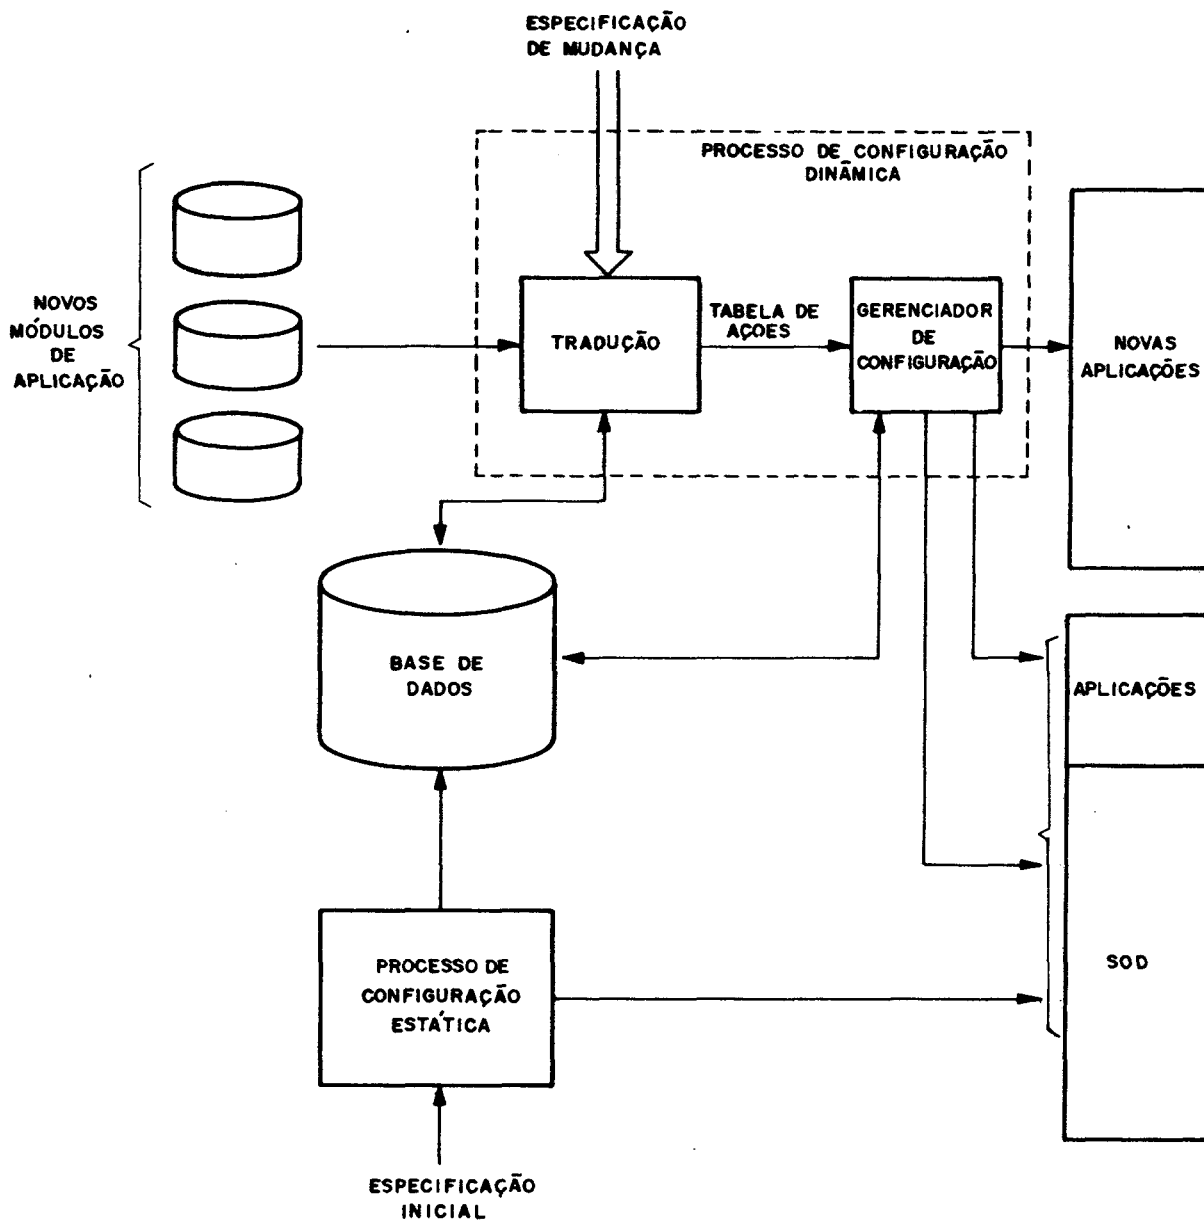 ESPECIFICAÇÃO
DE MUDANÇA
PROCESSO DE CONFIGURAÇÃO
DINÂMICA
NOVOS
MÓDULOS
DE
APLICAÇÃO
TRADUÇÃO
TABELA DE
AÇOES
GERENCIADOR
DE
CONFIGURAÇÃO
NOVAS
APLICAÇÕES
BASE DE
DADOS
APLICAÇÕES
PROCESSO DE
CONFIGURAÇÃO
ESTÁTICA
SOD
ESPECIFICAÇÃO
INICIAL